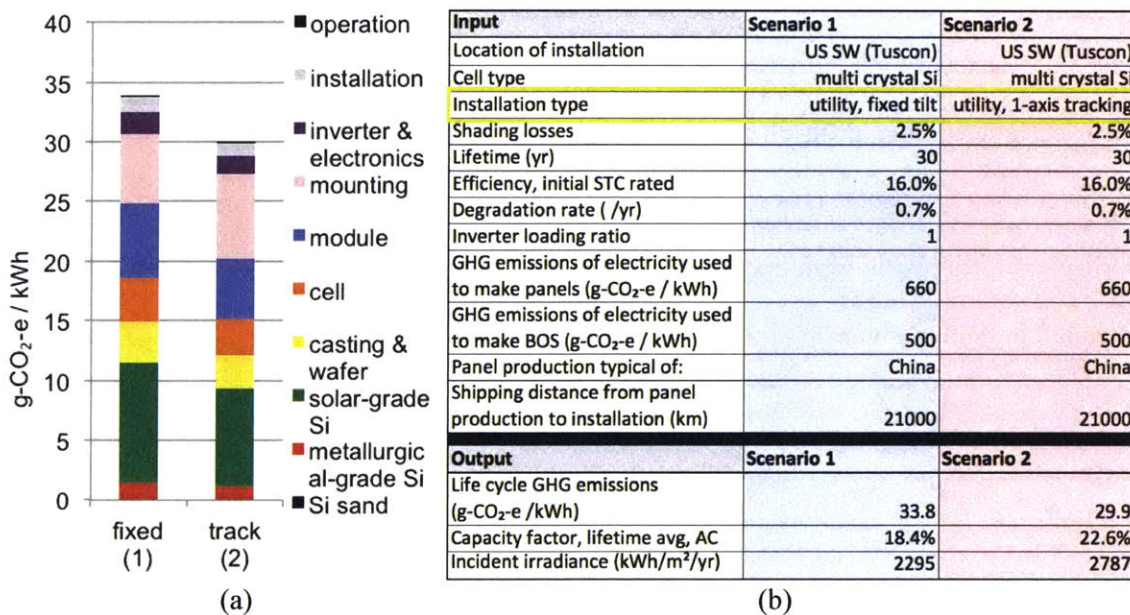 40
35
30
25
20
15
10
5
0
g-CO₂-e / kWh
fixed
(1)
track
(2)
operation
installation
inverter &
electronics
mounting
module
cell
casting &
wafer
solar-grade
Si
metallurgic
al-grade Si
Si sand
(a)
Input Scenario 1 Scenario 2
Location of installation US SW (Tuscon) US SW (Tuscon)
Cell type multi crystal Si multi crystal Si
Installation type utility, fixed tilt utility, 1-axis tracking
Shading losses 2.5% 2.5%
Lifetime (yr) 30 30
Efficiency, initial STC rated 16.0% 16.0%
Degradation rate ( /yr) 0.7% 0.7%
Inverter loading ratio 1 1
GHG emissions of electricity used
to make panels (g-CO₂-e / kWh) 660 660
GHG emissions of electricity used
to make BOS (g-CO₂-e / kWh) 500 500
Panel production typical of: China China
Shipping distance from panel
production to installation (km) 21000 21000
Output Scenario 1 Scenario 2
Life cycle GHG emissions
(g-CO₂-e /kWh) 33.8 29.9
Capacity factor, lifetime avg, AC 18.4% 22.6%
Incident irradiance (kWh/m²/yr) 2295 2787
(b)